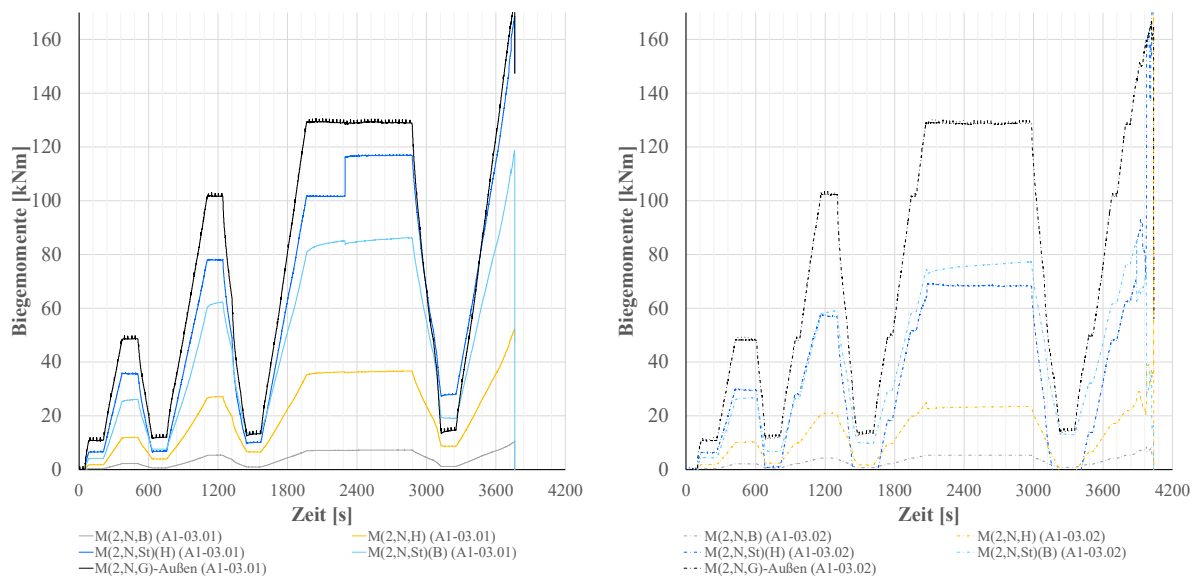 160
140
120
100
80
60
40
20
0
Biegemomente [kNm]
0 600 1200 1800 2400 3000 3600 4200
Zeit [s]
M(2,N,B) (A1-03.01) M(2,N,H) (A1-03.01)
M(2,N,St)(H) (A1-03.01) M(2,N,St)(B) (A1-03.01)
M(2,N,G)-Außen (A1-03.01)
160
140
120
100
80
60
40
20
0
Biegemomente [kNm]
0 600 1200 1800 2400 3000 3600 4200
Zeit [s]
M(2,N,B) (A1-03.02) M(2,N,H) (A1-03.02)
M(2,N,St)(H) (A1-03.02) M(2,N,St)(B) (A1-03.02)
M(2,N,G)-Außen (A1-03.02)